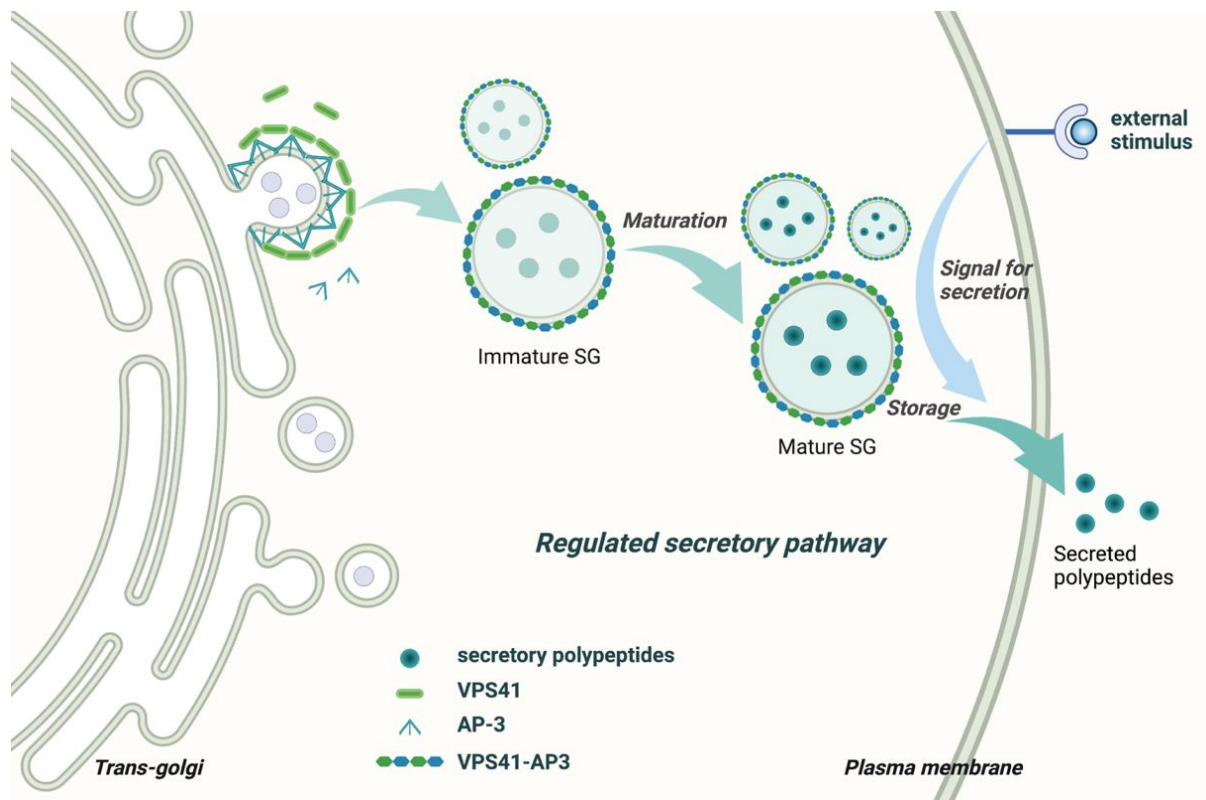 external
stimulus
Maturation
Signal for
secretion
Immature SG
Storage
Mature SG
Regulated secretory pathway
Secreted
polypeptides
secretory polypeptides
VPS41
AP-3
VPS41-AP3
Trans-golgi
Plasma membrane